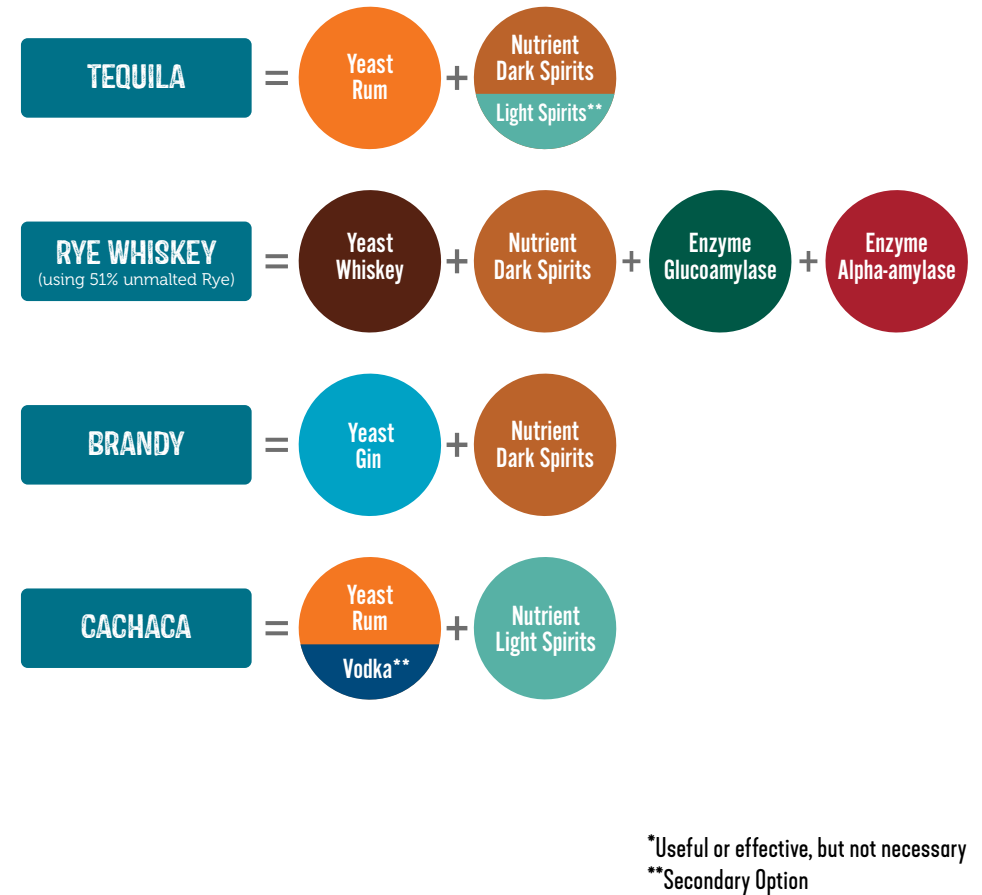 TEQUILA
=
Yeast
Rum
+
Nutrient
Dark Spirits
Light Spirits**
RYE WHISKEY
(using 51% unmalted Rye)
=
Yeast
Whiskey
+
Nutrient
Dark Spirits
+
Enzyme
Glucoamylase
+
Enzyme
Alpha-amylase
BRANDY
=
Yeast
Gin
+
Nutrient
Dark Spirits
CACHACA
=
Yeast
Rum
Vodka**
+
Nutrient
Light Spirits
*Useful or effective, but not necessary
**Secondary Option